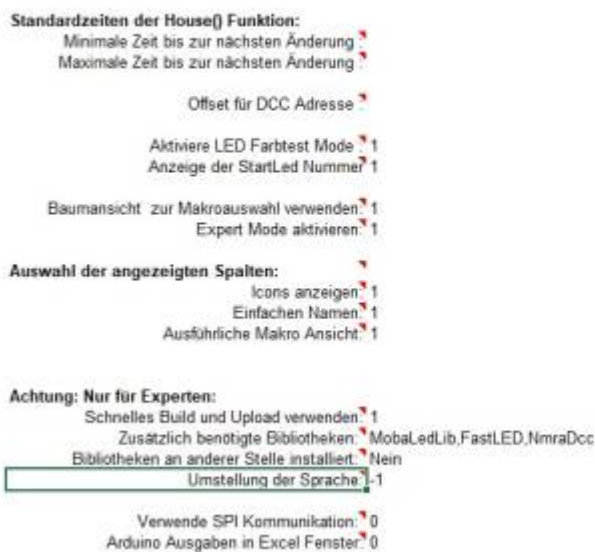 Standardzeiten der House() Funktion:
Minimale Zeit bis zur nächsten Änderung :
Maximale Zeit bis zur nächsten Änderung :
Offset für DCC Adresse :
Aktiviere LED Farbtest Mode : 1
Anzeige der StartLed Nummer 1
Baumansicht zur Makroauswahl verwenden: 1
Expert Mode aktivieren: 1
Auswahl der angezeigten Spalten:
Icons anzeigen: 1
Einfachen Namen: 1
Ausführliche Makro Ansicht: 1
Achtung: Nur für Experten:
Schnelles Build und Upload verwenden: 1
Zusätzlich benötigte Bibliotheken: MobaLedLib,FastLED,NmraDcc
Bibliotheken an anderer Stelle installiert: Nein
Umstellung der Sprache: -1
Verwende SPI Kommunikation: 0
Arduino Ausgaben in Excel Fenster: 0